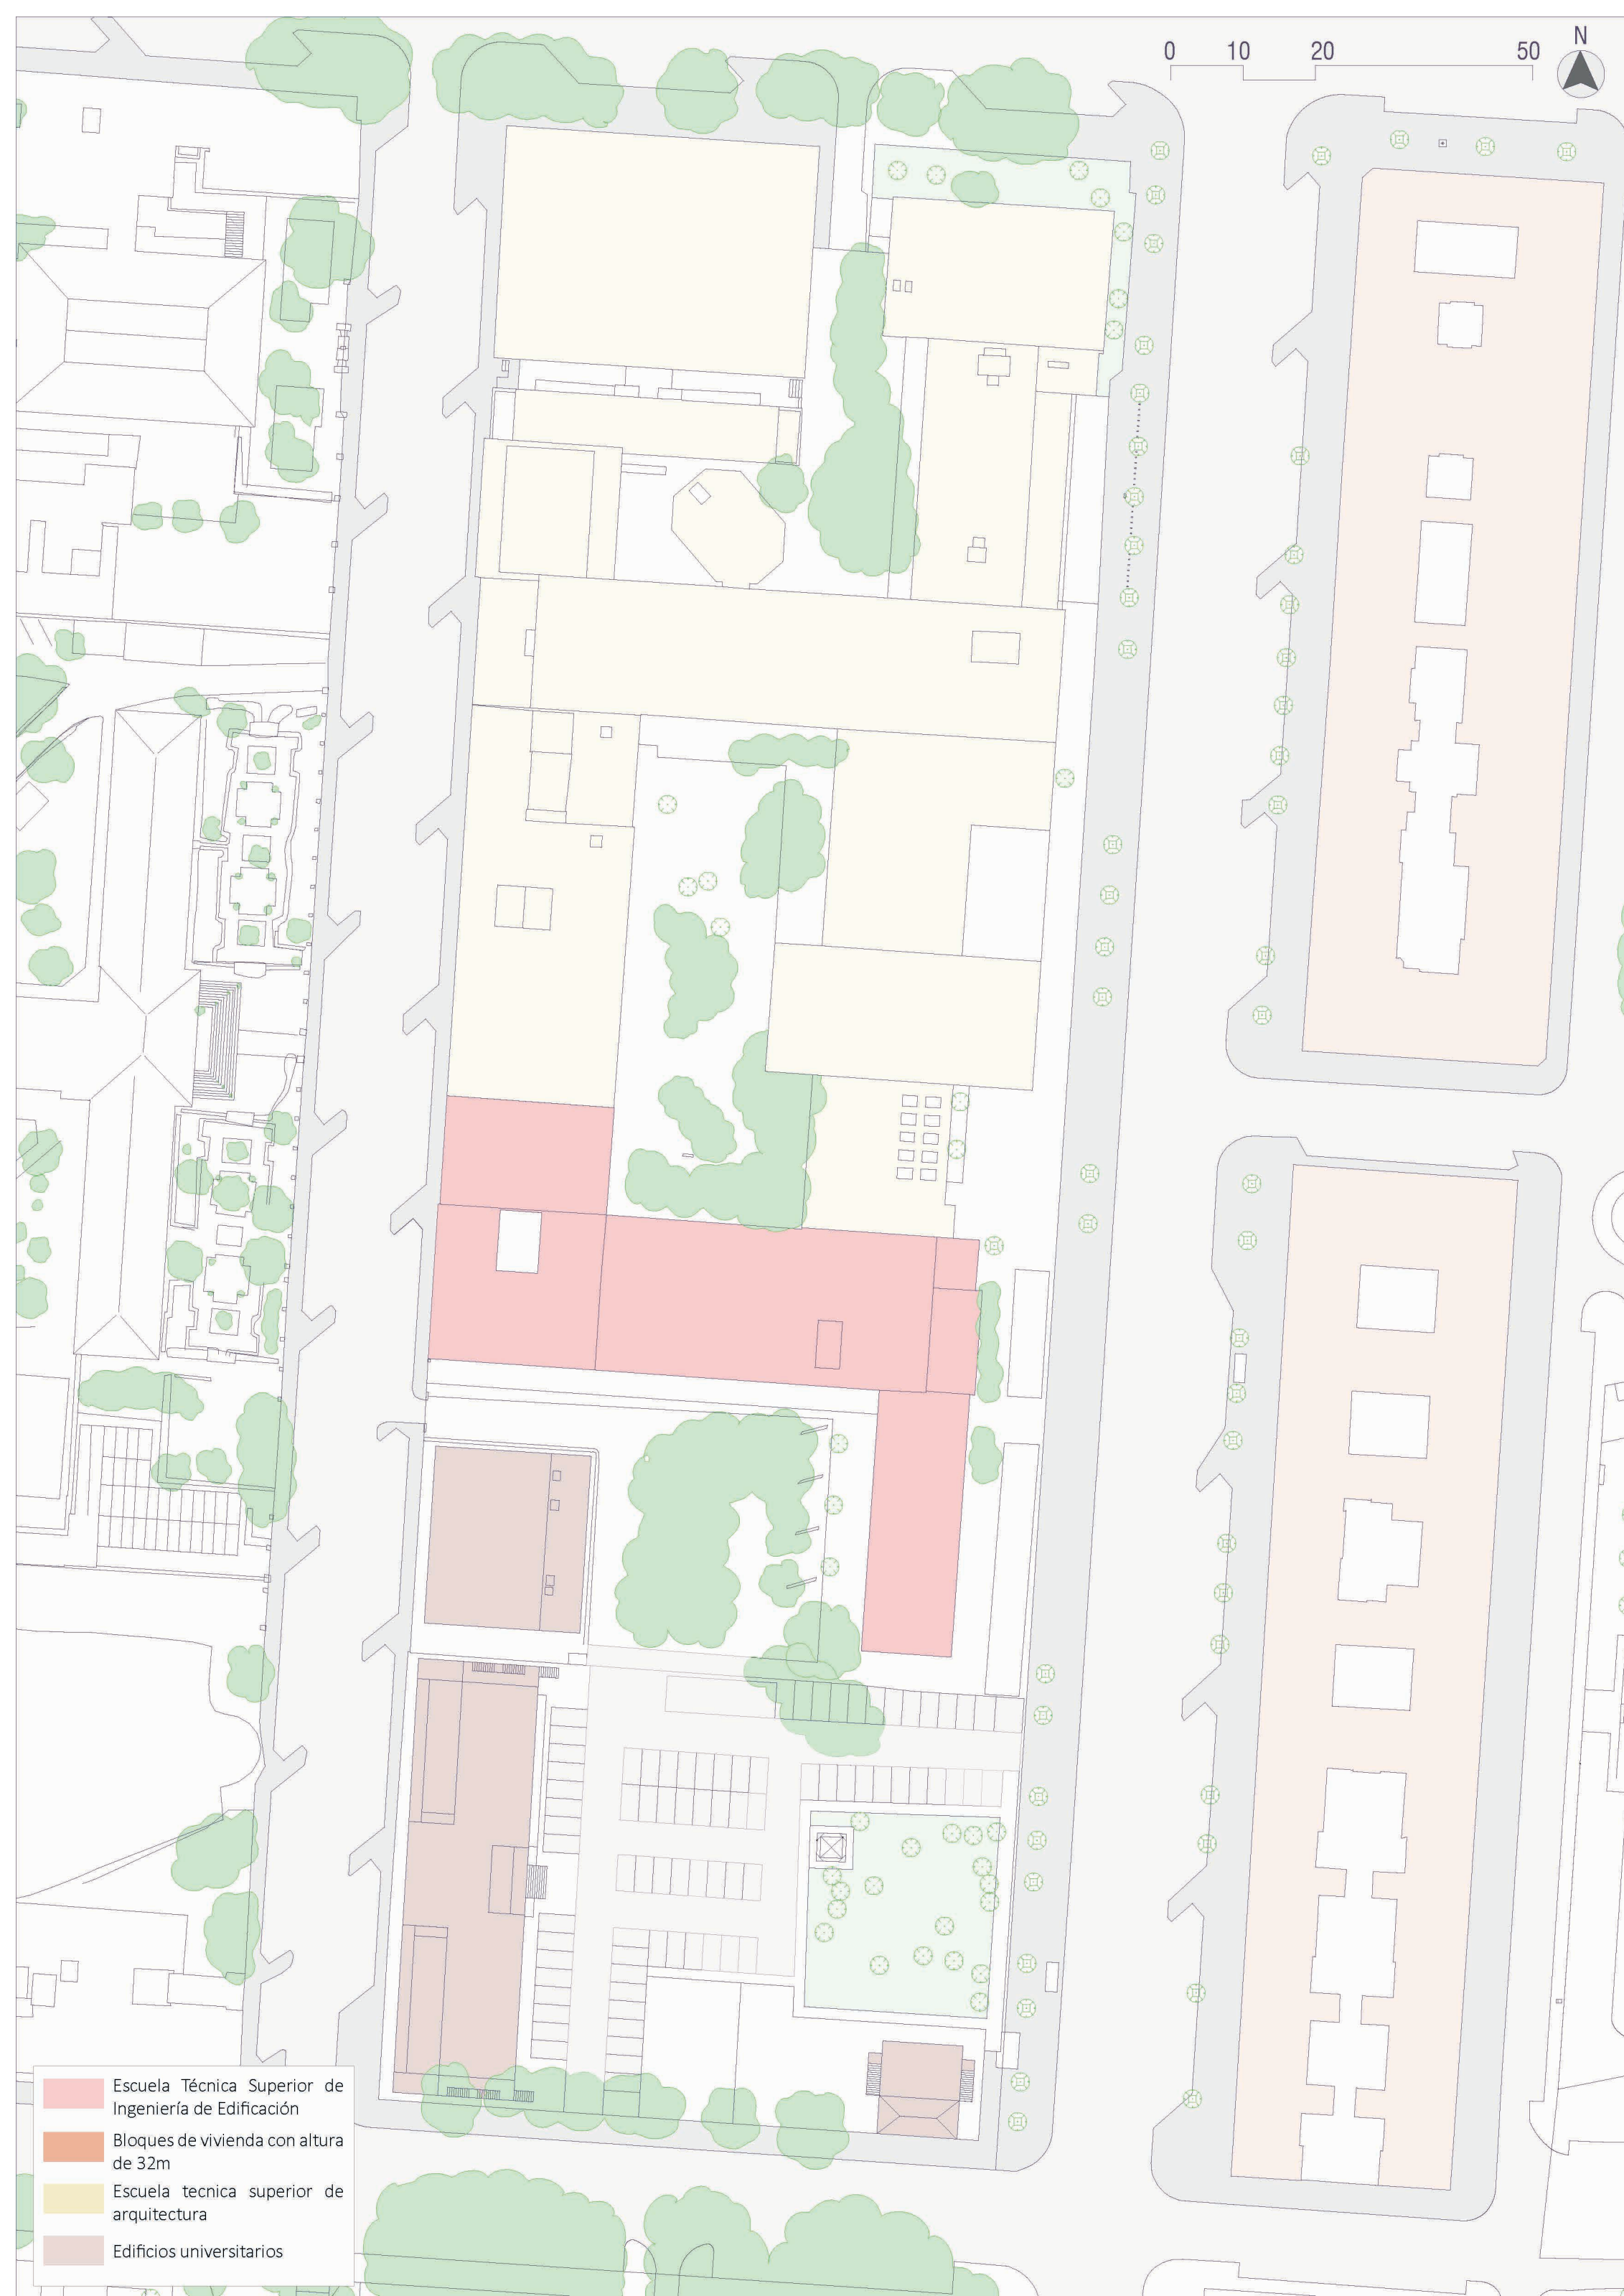 0 10 20 50 N
Escuela Técnica Superior de
Ingeniería de Edificación
Bloques de vivienda con altura
de 32m
Escuela tecnica superior de
arquitectura
Edificios universitarios